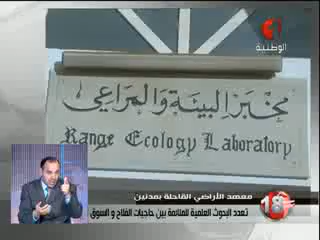 الوطنية
مخبر البيئة والمراعي
Range Ecology Laboratory
معهد الأراضي القاحلة بمدنين
تعدد البحوث العلمية للملائمة بين حاجيات الفلاح و السوق
18